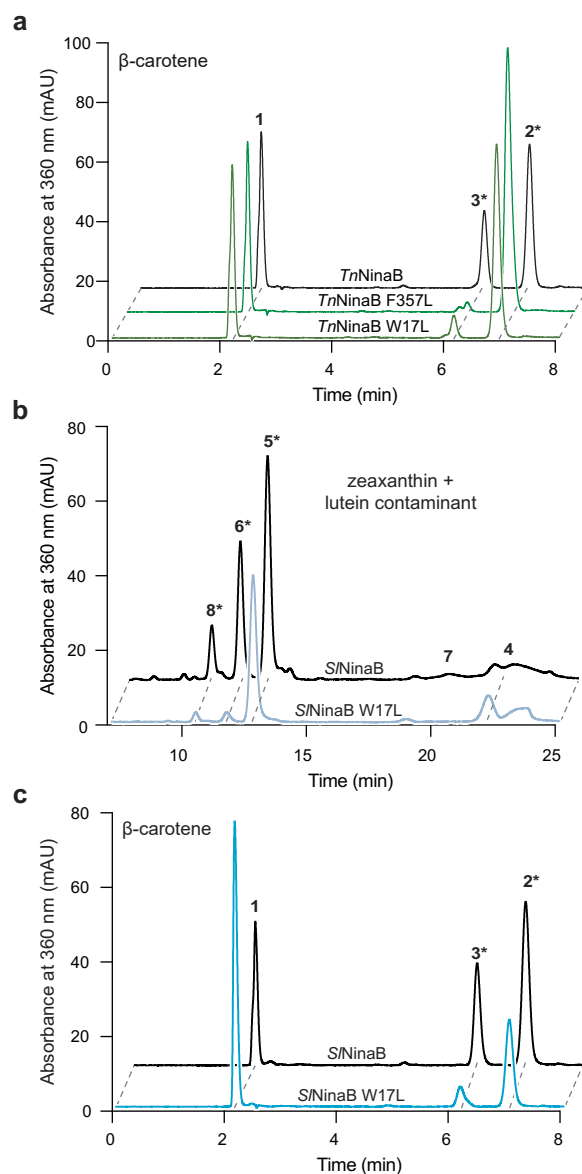 a
100
β-carotene
1
2*
80
60
3*
40
TnNinaB
20
TnNinaB F357L
TnNinaB W17L
0
0 2 4 6 8
Time (min)
Absorbance at 360 nm (mAU)
b
80
5*
zeaxanthin +
lutein contaminant
60
6*
40
8*
20
SlNinaB
7
4
SlNinaB W17L
0
10 15 20 25
Time (min)
Absorbance at 360 nm (mAU)
c
80
β-carotene
60
1
2*
3*
40
20
SlNinaB
SlNinaB W17L
0
0 2 4 6 8
Time (min)
Absorbance at 360 nm (mAU)